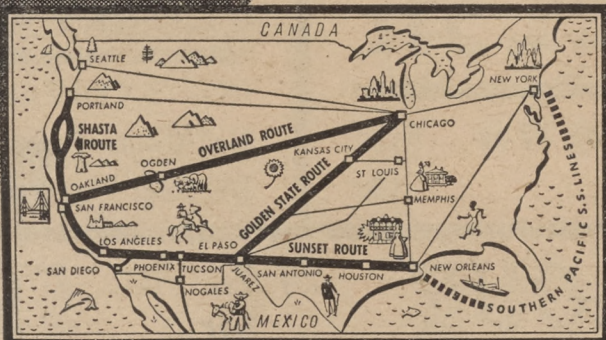 CANADA
SEATTLE
NEW YORK
PORTLAND
CHICAGO
SHASTA
ROUTE
OVERLAND ROUTE
KANSAS CITY
OGDEN
ST LOUIS
OAKLAND
GOLDEN STATE ROUTE
MEMPHIS
SAN FRANCISCO
LOS ANGELES
EL PASO
SUNSET ROUTE
SAN DIEGO
PHOENIX
TUCSON
JUAREZ
SAN ANTONIO
HOUSTON
NEW ORLEANS
NOGALES
MEXICO
SOUTHERN PACIFIC S.S. LINES